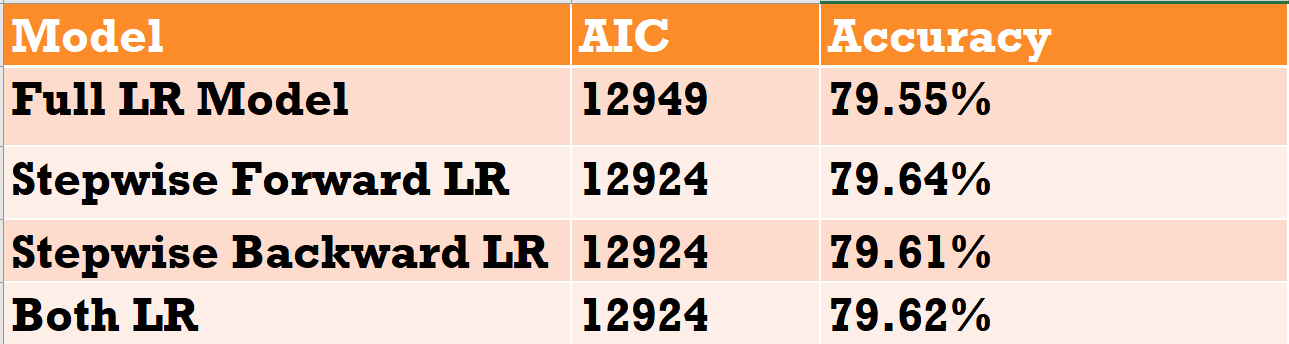 Model AIC Accuracy
Full LR Model 12949 79.55%
Stepwise Forward LR 12924 79.64%
Stepwise Backward LR 12924 79.61%
Both LR 12924 79.62%